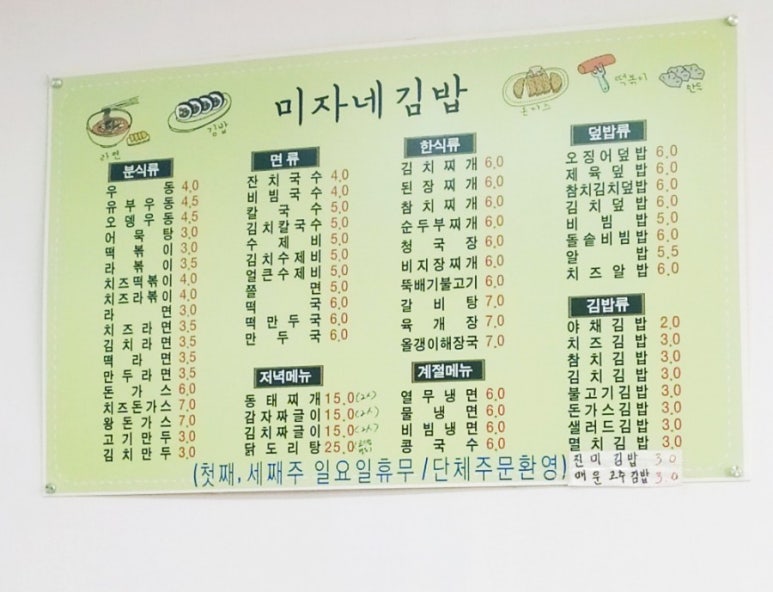 미자네김밥
라면
김밥
돈까스
떡볶이
만두
분식류
우동 4,0
유부우동 4,5
오뎅우동 4,5
어묵탕 3,0
떡볶이 3,0
라볶이 3,5
치즈떡볶이 4,0
치즈라볶이 4,0
라면 3,0
치즈라면 3,5
김치라면 3,5
떡라면 3,5
만두라면 3,5
돈가스 6,0
치즈돈가스 7,0
왕돈가스 7,0
고기만두 3,0
김치만두 3,0
면류
잔치국수 4,0
비빔국수 4,0
칼국수 5,0
김치칼국수 5,0
수제비 5,0
김치수제비 5,0
얼큰수제비 5,0
쫄면 5,0
떡국 6,0
떡만두국 6,0
만두국 6,0
저녁메뉴
동태찌개 15,0
감자짜글이 15,0
김치짜글이 15,0
닭도리탕 25,0
한식류
김치찌개 6,0
된장찌개 6,0
참치찌개 6,0
순두부찌개 6,0
청국장 6,0
비지장찌개 6,0
뚝배기불고기 6,0
갈비탕 7,0
육개장 7,0
올갱이해장국 7,0
계절메뉴
열무냉면 6,0
물냉면 6,0
비빔냉면 6,0
콩국수 6,0
덮밥류
오징어덮밥 6,0
제육덮밥 6,0
참치김치덮밥 6,0
김치덮밥 6,0
비빔밥 5,0
돌솥비빔밥 6,0
알밥 5,5
치즈알밥 6,0
김밥류
야채김밥 2,0
치즈김밥 3,0
참치김밥 3,0
김치김밥 3,0
불고기김밥 3,0
돈가스김밥 3,0
샐러드김밥 3,0
멸치김밥 3,0
진미김밥 3,0
매운고추김밥 3,0
(첫째,세째주 일요일휴무/단체주문환영)